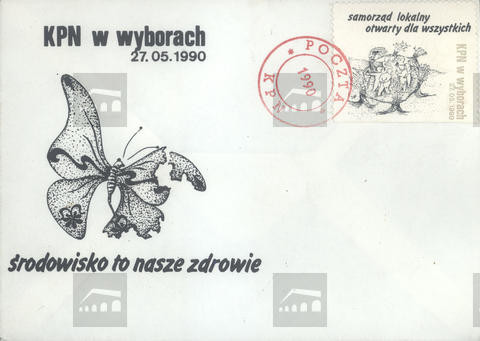 KPN w wyborach
27.05.1990
samorząd lokalny
otwarty dla wszystkich
KPN w wyborach
27.05.1990
* POCZTA KPN
1990
środowisko to nasze zdrowie